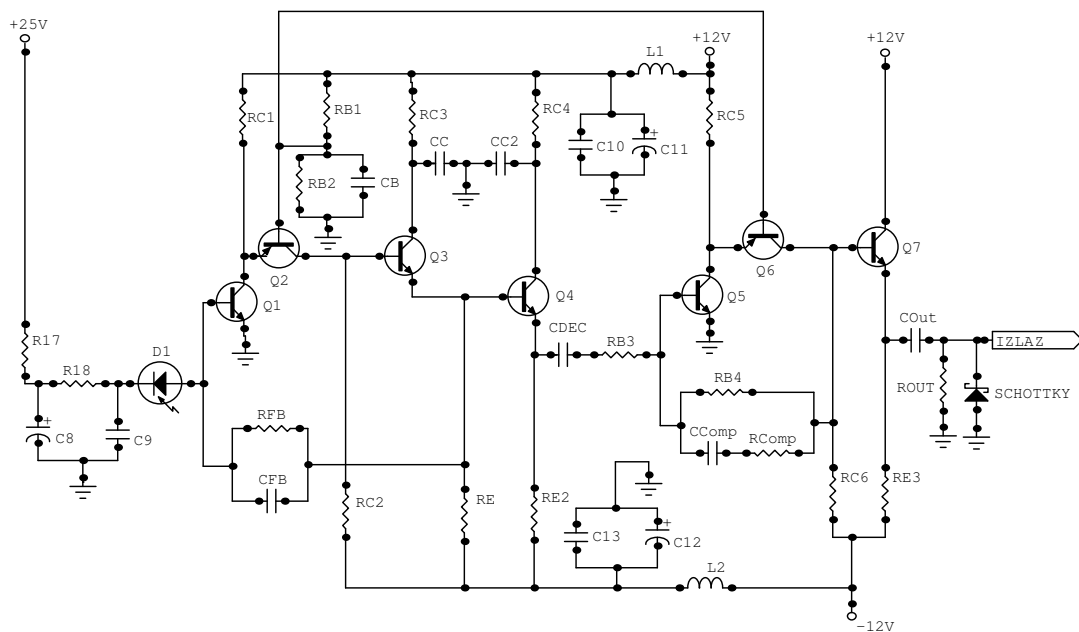 +25V
+12V
+12V
L1
RC1
RB1
RC3
RC4
RC5
CC
CC2
C10
+
C11
RB2
CB
Q2
Q3
Q6
Q7
Q1
Q4
Q5
R17
CDEC
RB3
COut
IZLAZ
D1
R18
RB4
ROUT
SCHOTTKY
+
C8
C9
RFB
CComp
RComp
CFB
RC2
RE
RE2
RC6
RE3
C13
+
C12
L2
-12V